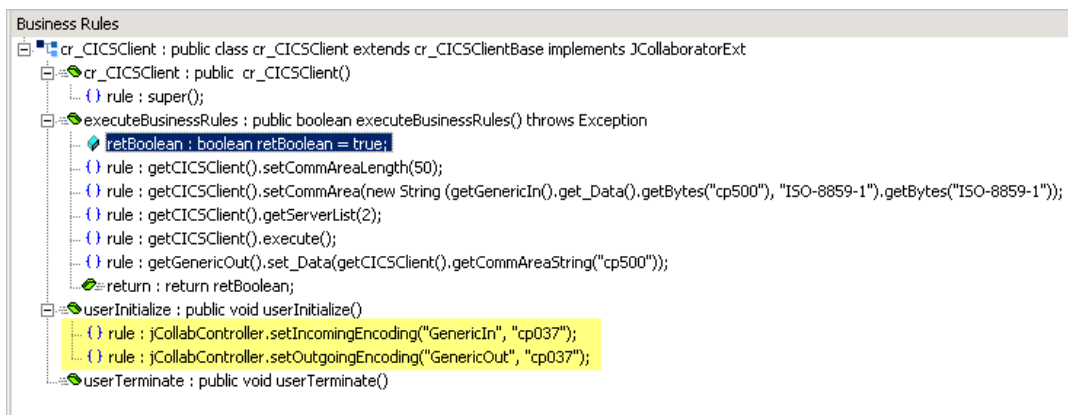 Business Rules
cr_CICSClient : public class cr_CICSClient extends cr_CICSClientBase implements JCollaboratorExt
cr_CICSClient : public cr_CICSClient()
{} rule : super();
executeBusinessRules : public boolean executeBusinessRules() throws Exception
retBoolean : boolean retBoolean = true;
{} rule : getCICSClient().setCommAreaLength(50);
{} rule : getCICSClient().setCommArea(new String (getGenericIn().get_Data().getBytes("cp500"), "ISO-8859-1").getBytes("ISO-8859-1"));
{} rule : getCICSClient().getServerList(2);
{} rule : getCICSClient().execute();
{} rule : getGenericOut().set_Data(getCICSClient().getCommAreaString("cp500"));
return : return retBoolean;
userInitialize : public void userInitialize()
{} rule : jCollabController.setIncomingEncoding("GenericIn", "cp037");
{} rule : jCollabController.setOutgoingEncoding("GenericOut", "cp037");
userTerminate : public void userTerminate()